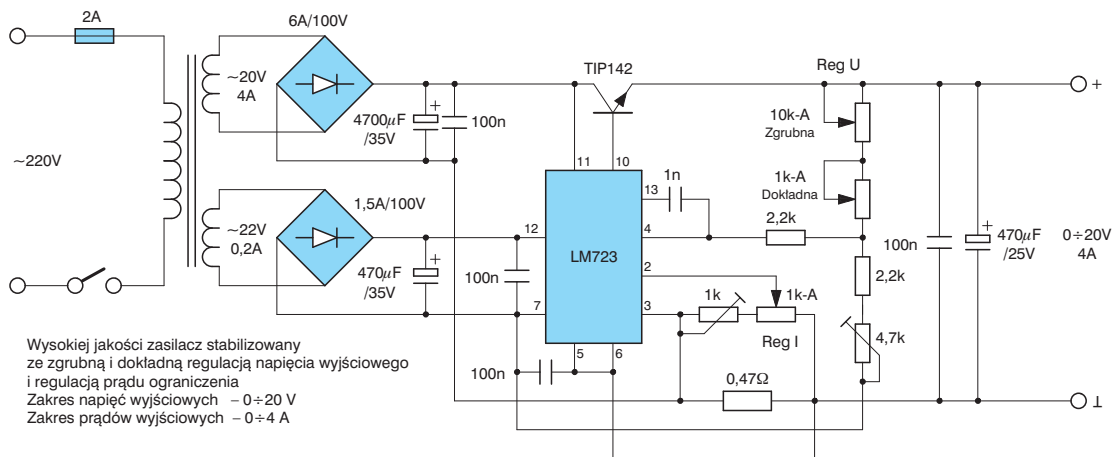 2A
6A/100V
~20V
4A
4700µF
/35V
100n
TIP142
Reg U
+
10k-A
Zgrubna
1k-A
Dokładna
~220V
~22V
0,2A
1,5A/100V
470µF
/35V
100n
12
7
11
10
13
4
2
3
5
6
LM723
1n
2,2k
2,2k
4,7k
100n
470µF
/25V
0÷20V
4A
1k
1k-A
Reg I
0,47Ω
100n
⊥
Wysokiej jakości zasilacz stabilizowany
ze zgrubną i dokładną regulacją napięcia wyjściowego
i regulacją prądu ograniczenia
Zakres napięć wyjściowych – 0÷20 V
Zakres prądów wyjściowych – 0÷4 A